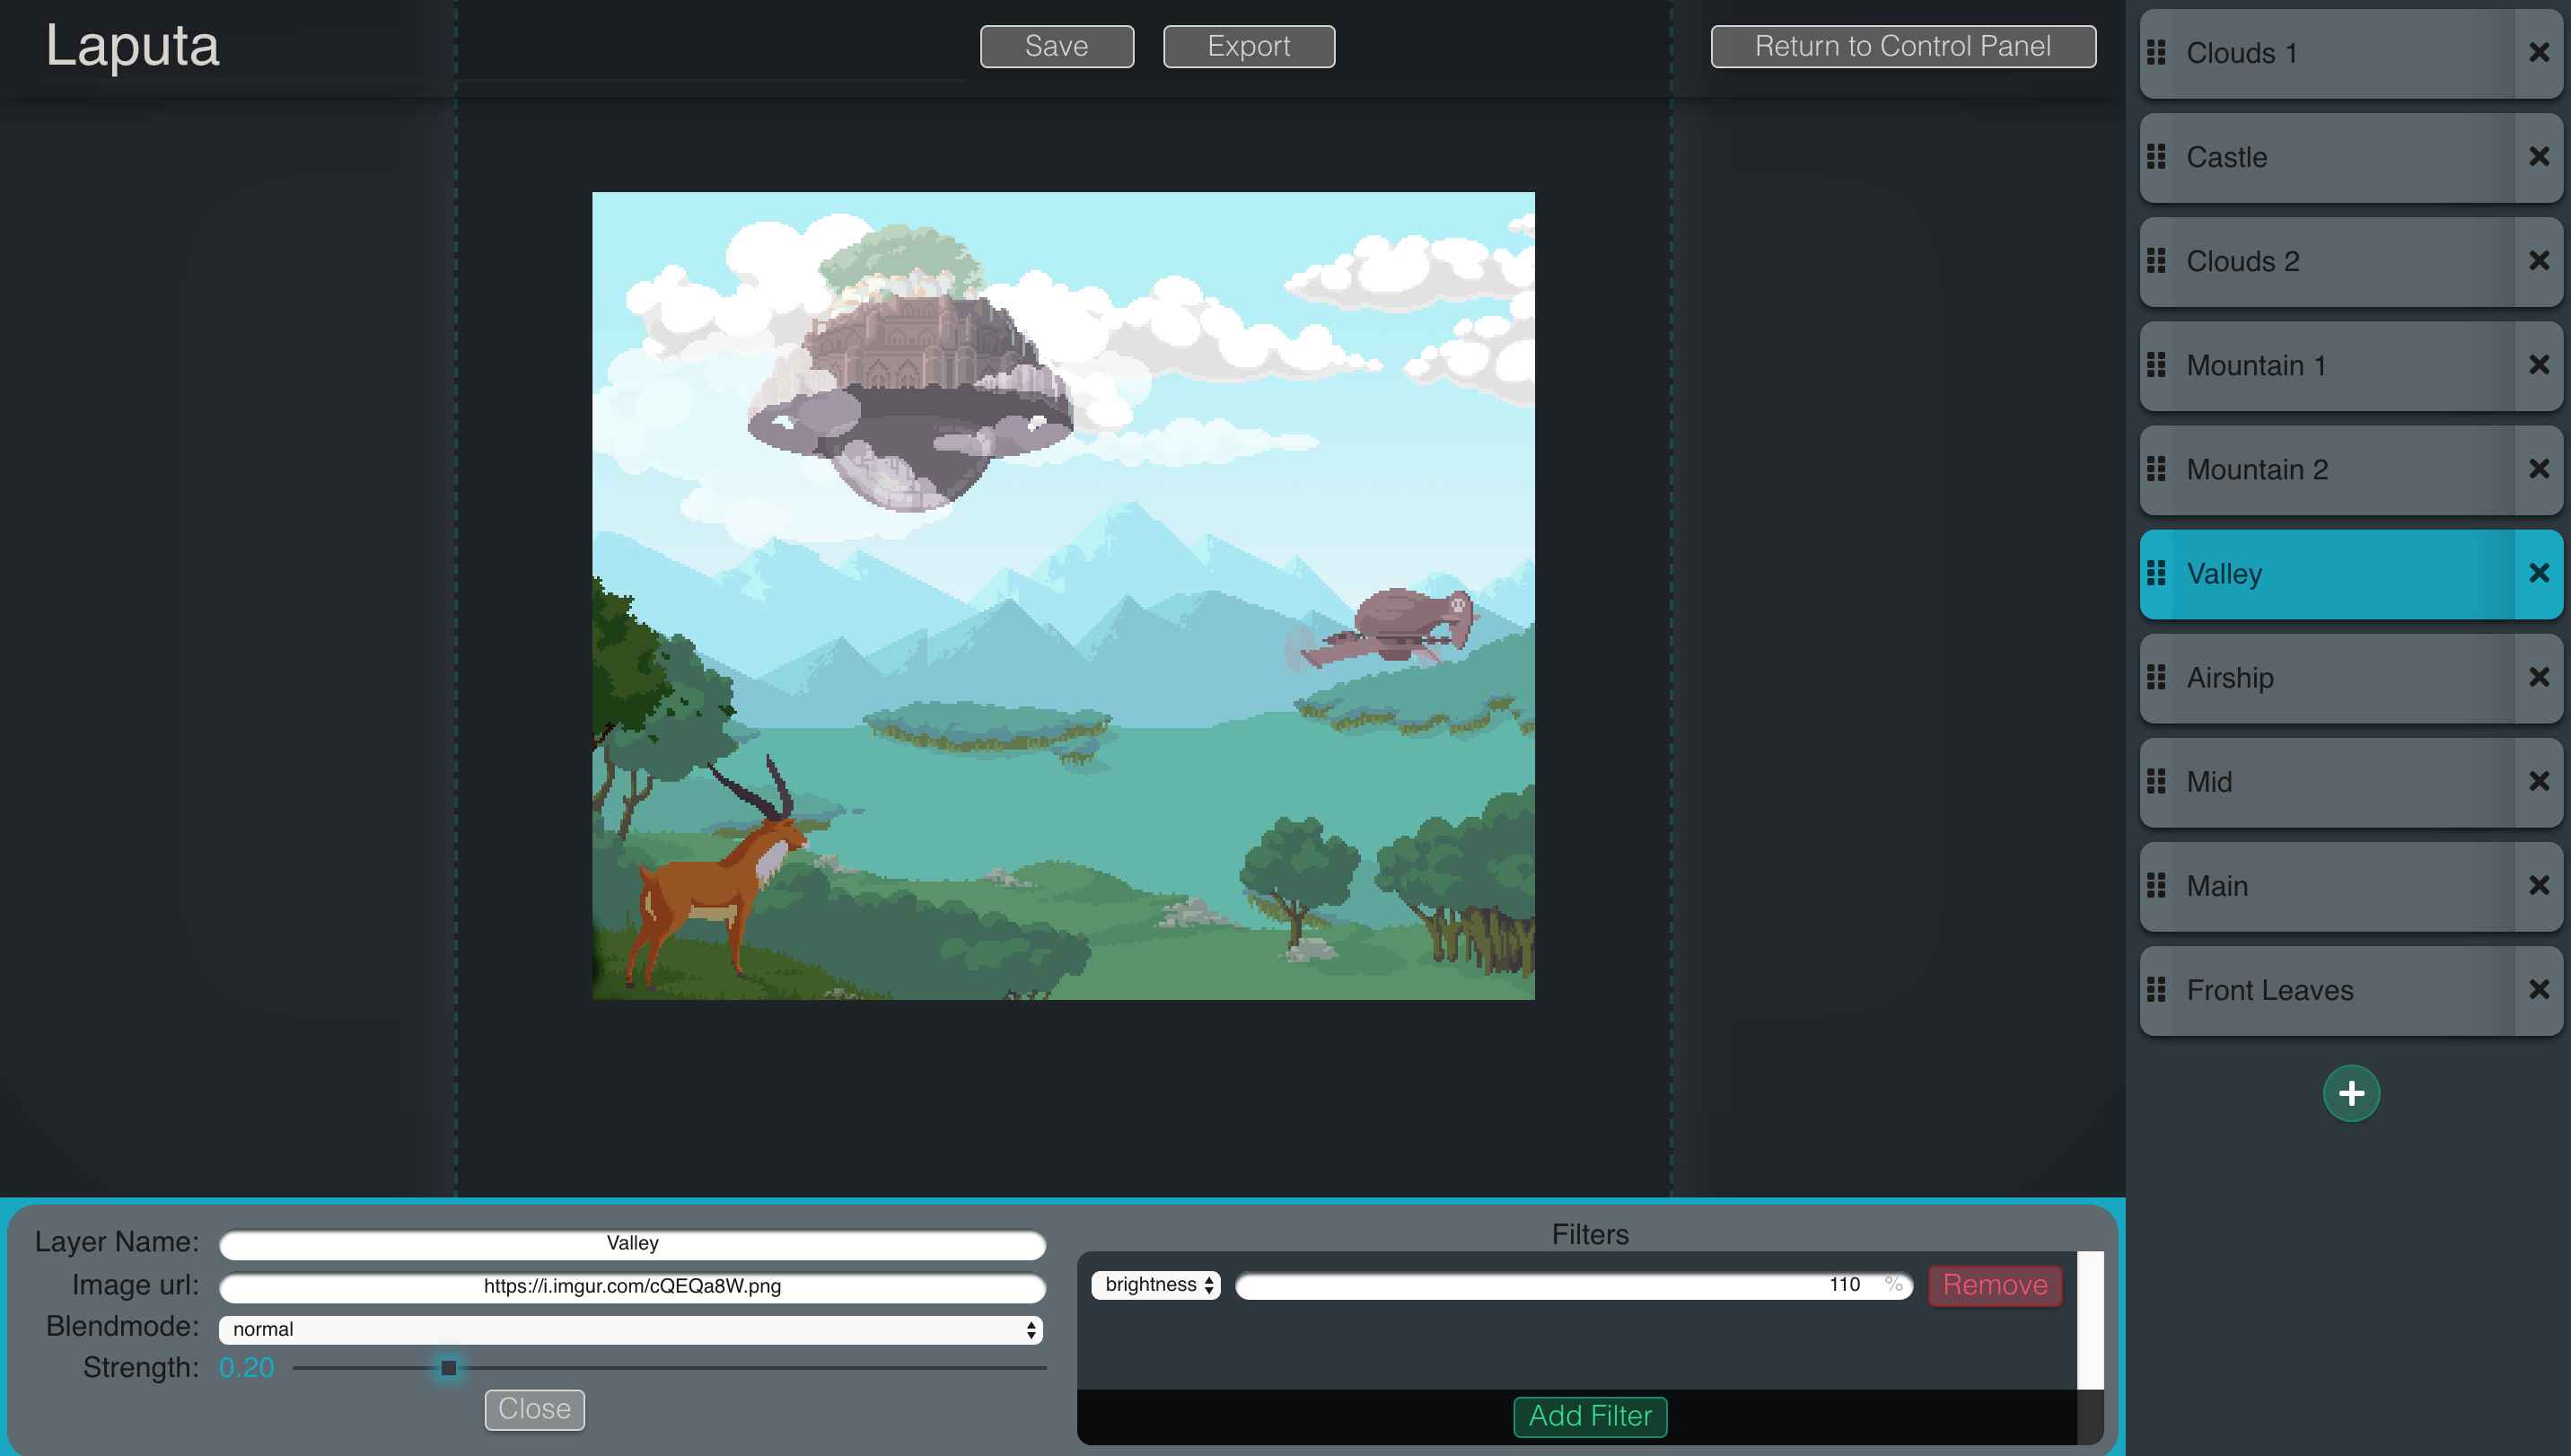 Laputa
Save
Export
Return to Control Panel
Clouds 1
Castle
Clouds 2
Mountain 1
Mountain 2
Valley
Airship
Mid
Main
Front Leaves
Layer Name:
Valley
Image url:
https://i.imgur.com/cQEQa8W.png
Blendmode:
normal
Strength:
0.20
Close
Filters
brightness
110 %
Remove
Add Filter